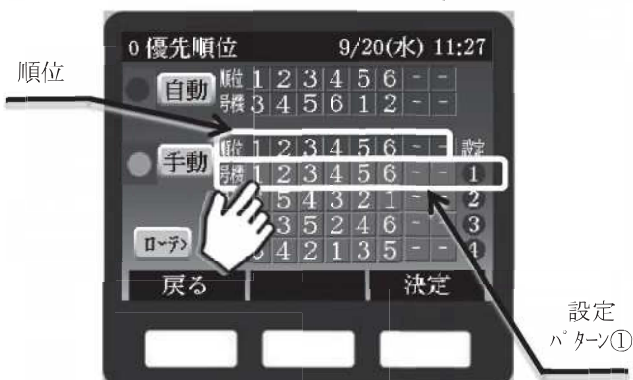 0 優先順位 9/20(水) 11:27
順位
自動 順位 1 2 3 4 5 6 - -
号機 3 4 5 6 1 2 - -
順位 1 2 3 4 5 6 - - 設定
手動 号機 1 2 3 4 5 6 - - 1
5 4 3 2 1 - 2
3 5 2 4 6 - - 3
ローテ> 4 2 1 3 5 - - 4
戻る 決定
設定
パターン①